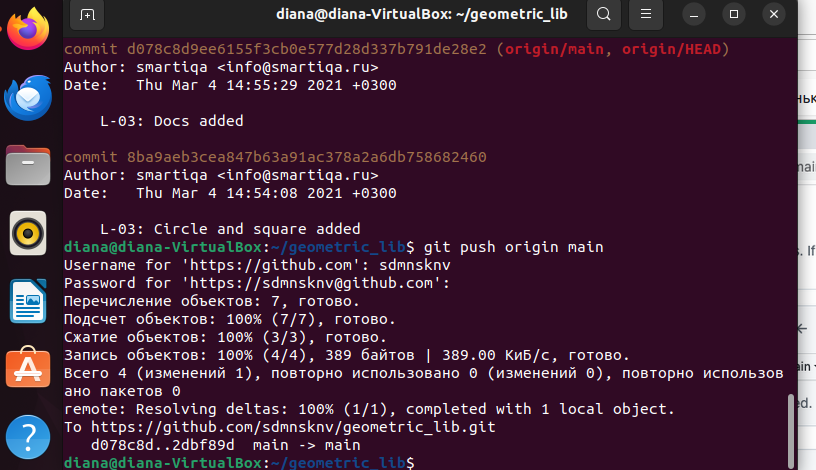 diana@diana-VirtualBox: ~/geometric_lib
commit d078c8d9ee6155f3cb0e577d28d337b791de28e2 (origin/main, origin/HEAD)
Author: smartiqa <info@smartiqa.ru>
Date:   Thu Mar 4 14:55:29 2021 +0300
L-03: Docs added
commit 8ba9aeb3cea847b63a91ac378a2a6db758682460
Author: smartiqa <info@smartiqa.ru>
Date:   Thu Mar 4 14:54:08 2021 +0300
L-03: Circle and square added
diana@diana-VirtualBox:~/geometric_lib$ git push origin main
Username for 'https://github.com': sdmnsknv
Password for 'https://sdmnsknv@github.com':
Перечисление объектов: 7, готово.
Подсчет объектов: 100% (7/7), готово.
Сжатие объектов: 100% (3/3), готово.
Запись объектов: 100% (4/4), 389 байтов | 389.00 КиБ/с, готово.
Всего 4 (изменений 1), повторно использовано 0 (изменений 0), повторно использов
ано пакетов 0
remote: Resolving deltas: 100% (1/1), completed with 1 local object.
To https://github.com/sdmnsknv/geometric_lib.git
d078c8d..2dbf89d  main -> main
diana@diana-VirtualBox:~/geometric_lib$